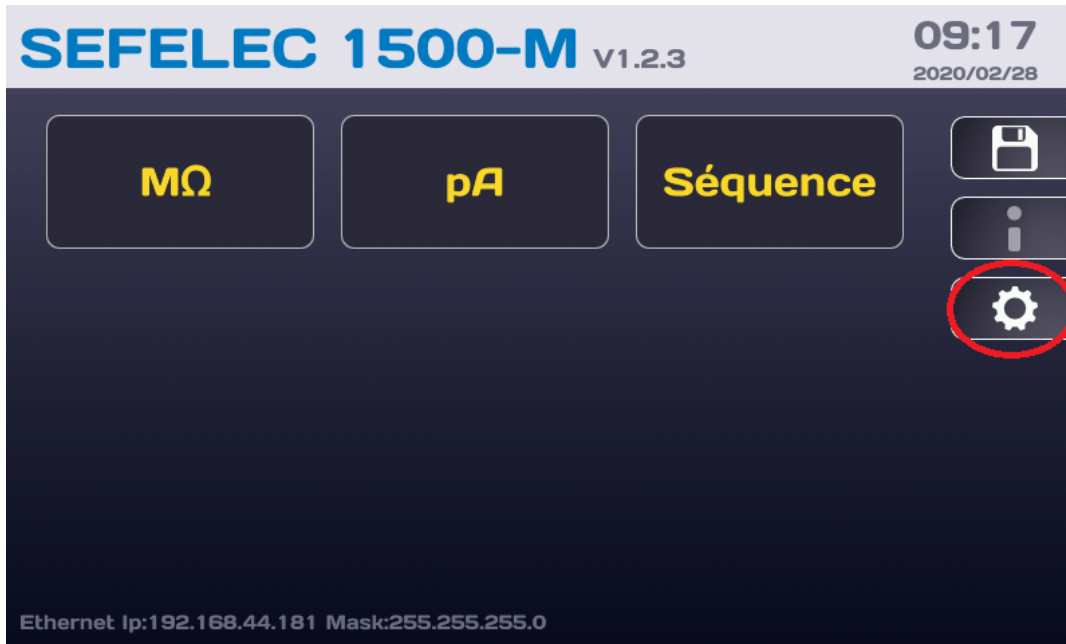 SEFELEC 1500-M V1.2.3
09:17
2020/02/28
MΩ
pA
Séquence
Ethernet Ip:192.168.44.181 Mask:255.255.255.0